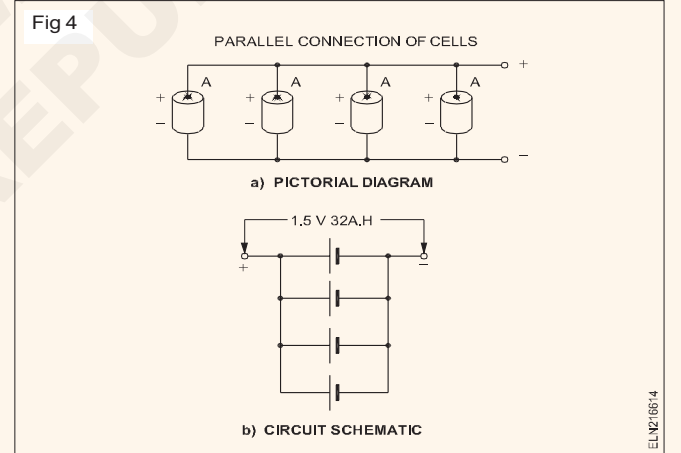 Fig 4
PARALLEL CONNECTION OF CELLS
+
A A A A
+ + + +
– – – –
–
a) PICTORIAL DIAGRAM
1.5 V 32A.H
+ –
b) CIRCUIT SCHEMATIC
ELN216614